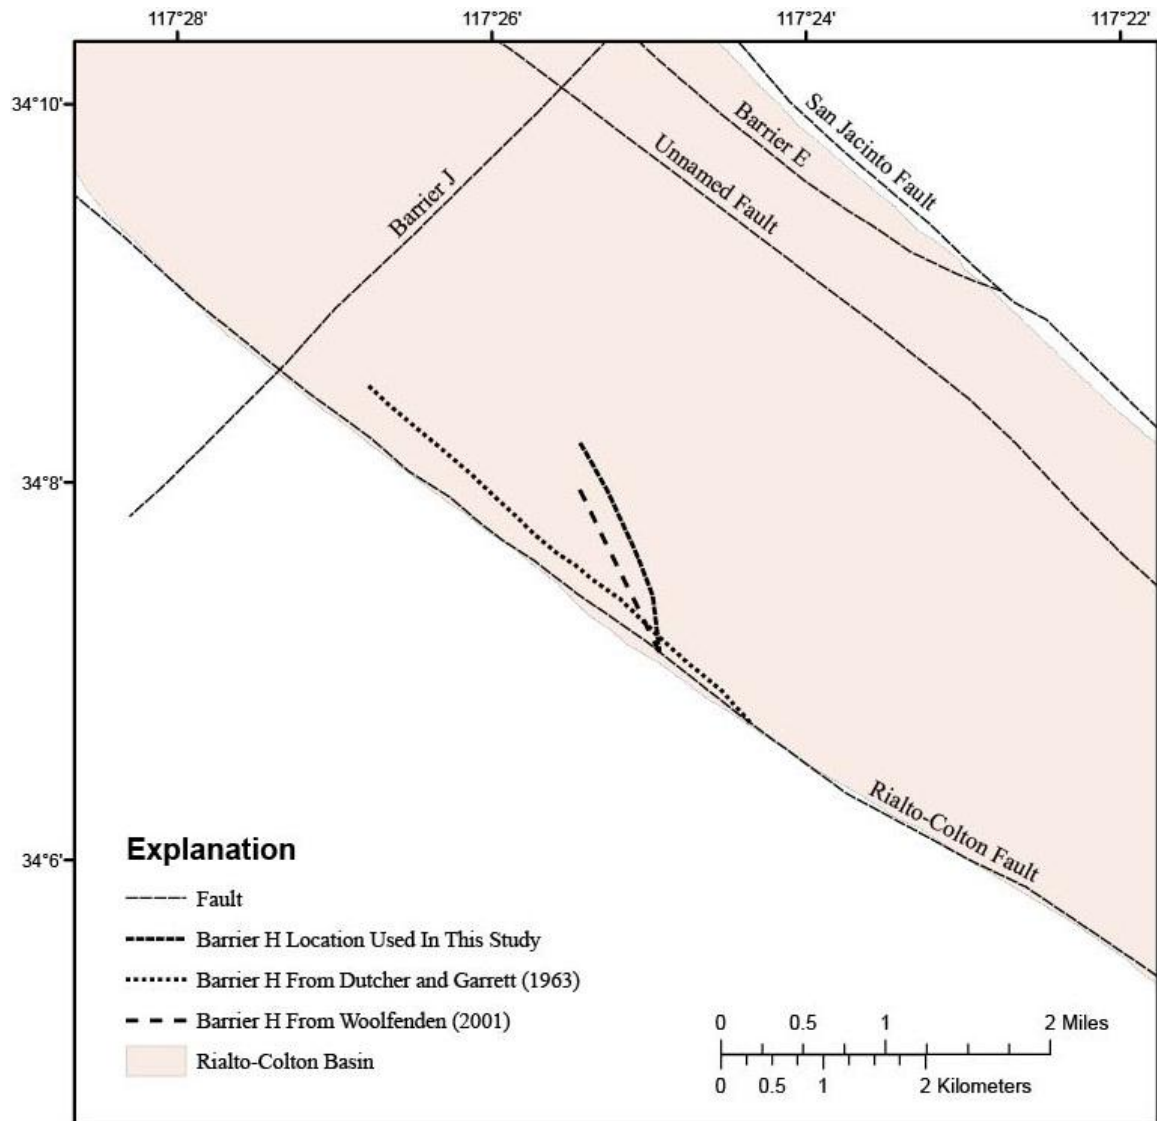 117°28' 117°26' 117°24' 117°22'
34°10'
34°8'
34°6'
San Jacinto Fault
Barrier E
Unnamed Fault
Barrier J
Rialto-Colton Fault
Explanation
Fault
Barrier H Location Used In This Study
Barrier H From Dutcher and Garrett (1963)
Barrier H From Woolfenden (2001)
Rialto-Colton Basin
0 0.5 1 2 Miles
0 0.5 1 2 Kilometers